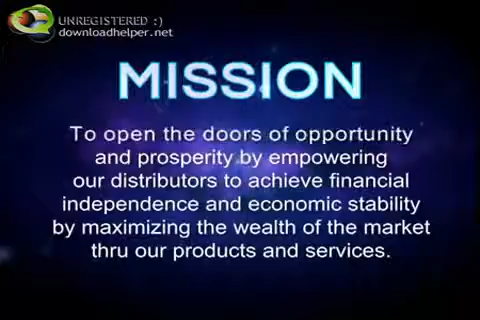 UNREGISTERED :)
downloadhelper.net
MISSION
To open the doors of opportunity
and prosperity by empowering
our distributors to achieve financial
independence and economic stability
by maximizing the wealth of the market
thru our products and services.